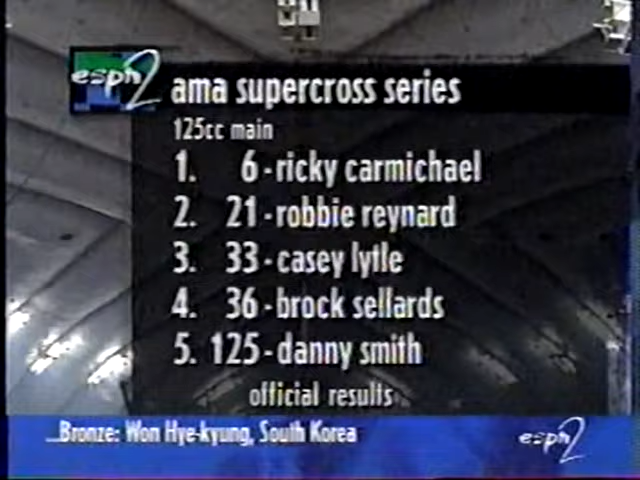 espn2 ama supercross series
125cc main
1. 6-ricky carmichael
2. 21-robbie reynard
3. 33-casey lytle
4. 36-brock sellards
5. 125-danny smith
official results
...Bronze: Won Hye-kyung, South Korea espn2